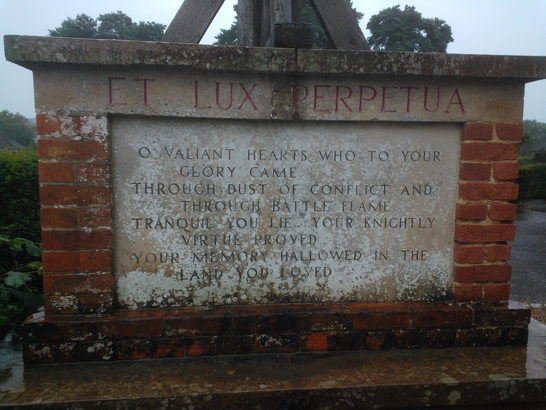 ET LUX PERPETUA
O VALIANT HEARTS WHO TO YOUR
GLORY CAME
THROUGH DUST OF CONFLICT AND
THROUGH BATTLE FLAME
TRANQUIL YOU LIE YOUR KNIGHTLY
VIRTUE PROVED
YOUR MEMORY HALLOWED IN THE
LAND YOU LOVED